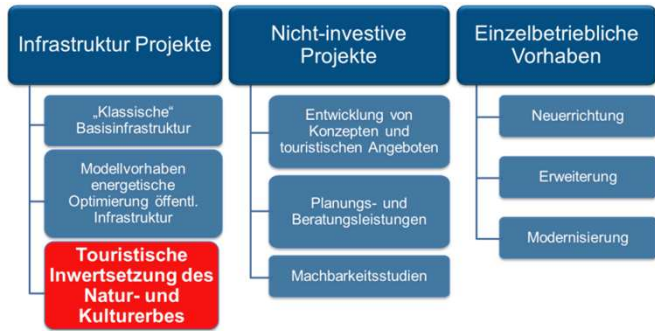 Infrastruktur Projekte
„Klassische“
Basisinfrastruktur
Modellvorhaben
energetische
Optimierung öffentl.
Infrastruktur
Touristische
Inwertsetzung des
Natur- und
Kulturerbes
Nicht-investive
Projekte
Entwicklung von
Konzepten und
touristischen Angeboten
Planungs- und
Beratungsleistungen
Machbarkeitsstudien
Einzelbetriebliche
Vorhaben
Neuerrichtung
Erweiterung
Modernisierung